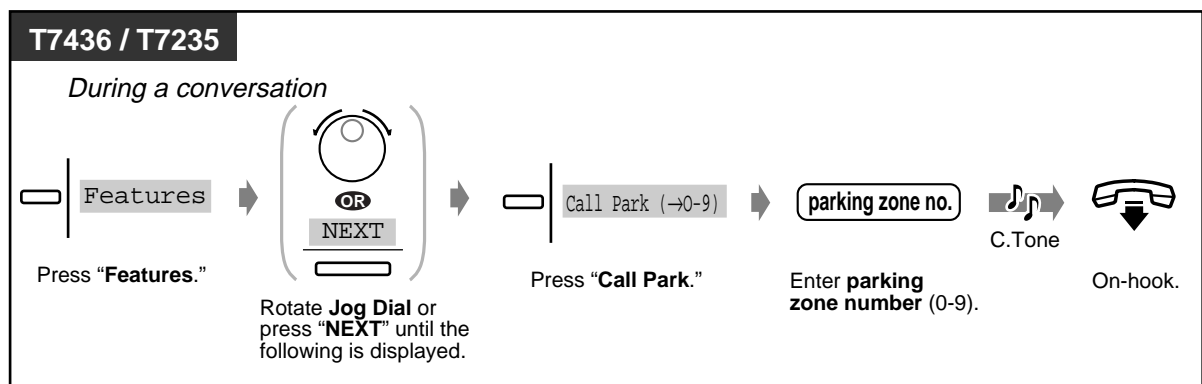 T7436 / T7235
During a conversation
Features
OR
NEXT
Call Park (→0-9)
parking zone no.
C.Tone
Press “Features.”
Rotate Jog Dial or
press “NEXT” until the
following is displayed.
Press “Call Park.”
Enter parking
zone number (0-9).
On-hook.